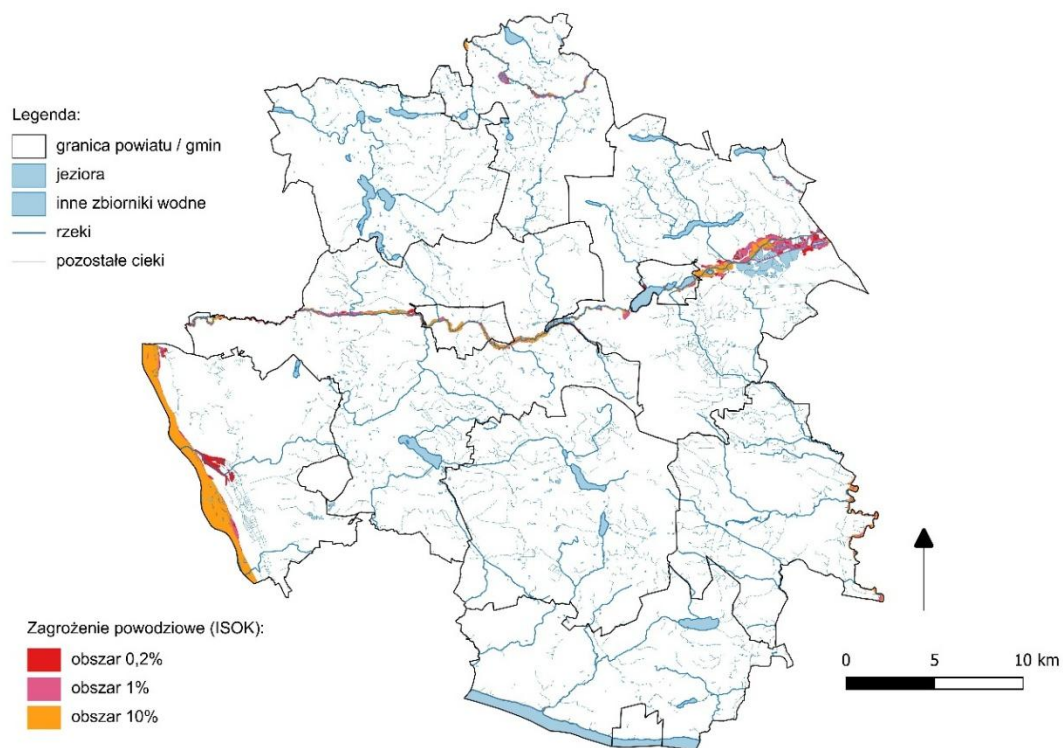 Legenda:
granica powiatu / gmin
jeziora
inne zbiorniki wodne
rzeki
pozostałe cieki
Zagrożenie powodziowe (ISOK):
obszar 0,2%
obszar 1%
obszar 10%
0 5 10 km